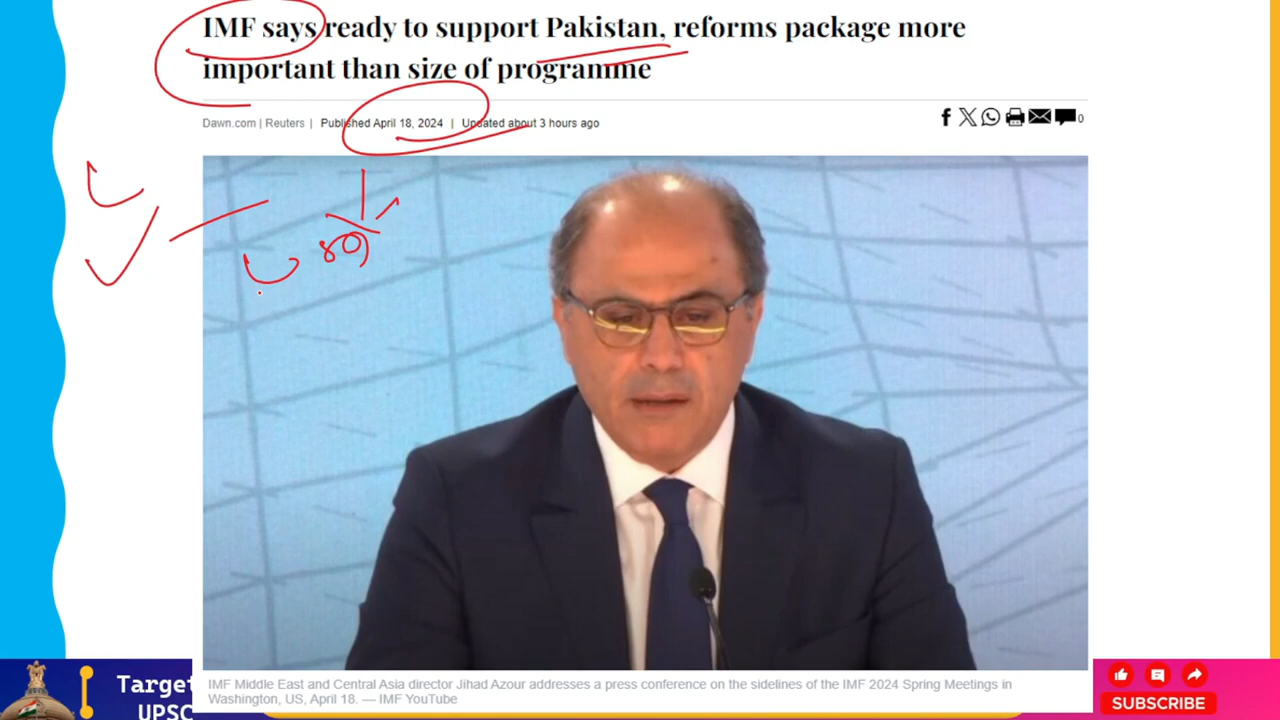 IMF says ready to support Pakistan, reforms package more
important than size of programme
Dawn.com | Reuters | Published April 18, 2024 | Updated about 3 hours ago
0
IMF Middle East and Central Asia director Jihad Azour addresses a press conference on the sidelines of the IMF 2024 Spring Meetings in
Washington, US, April 18. — IMF YouTube
Target
UPSC
SUBSCRIBE